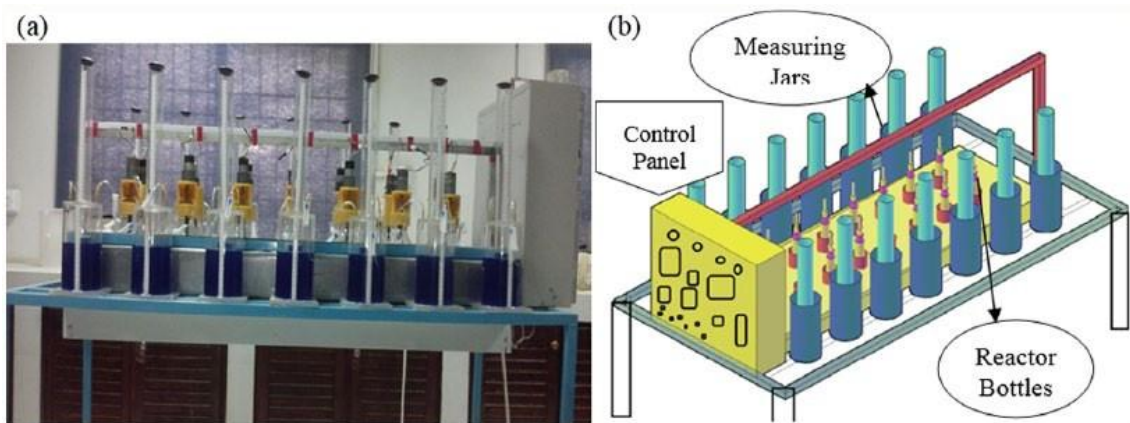 (a)
(b)
Measuring
Jars
Control
Panel
Reactor
Bottles